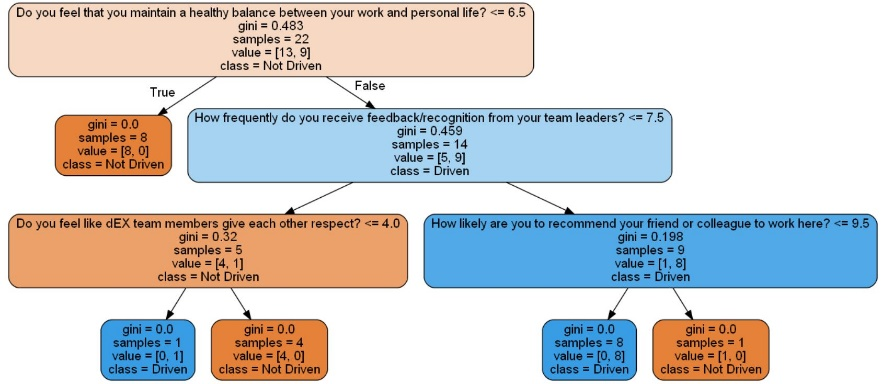 Do you feel that you maintain a healthy balance between your work and personal life? <= 6.5
gini = 0.483
samples = 22
value = [13, 9]
class = Not Driven
True
False
gini = 0.0
samples = 8
value = [8, 0]
class = Not Driven
How frequently do you receive feedback/recognition from your team leaders? <= 7.5
gini = 0.459
samples = 14
value = [5, 9]
class = Driven
Do you feel like dEX team members give each other respect? <= 4.0
gini = 0.32
samples = 5
value = [4, 1]
class = Not Driven
How likely are you to recommend your friend or colleague to work here? <= 9.5
gini = 0.198
samples = 9
value = [1, 8]
class = Driven
gini = 0.0
samples = 1
value = [0, 1]
class = Driven
gini = 0.0
samples = 4
value = [4, 0]
class = Not Driven
gini = 0.0
samples = 8
value = [0, 8]
class = Driven
gini = 0.0
samples = 1
value = [1, 0]
class = Not Driven